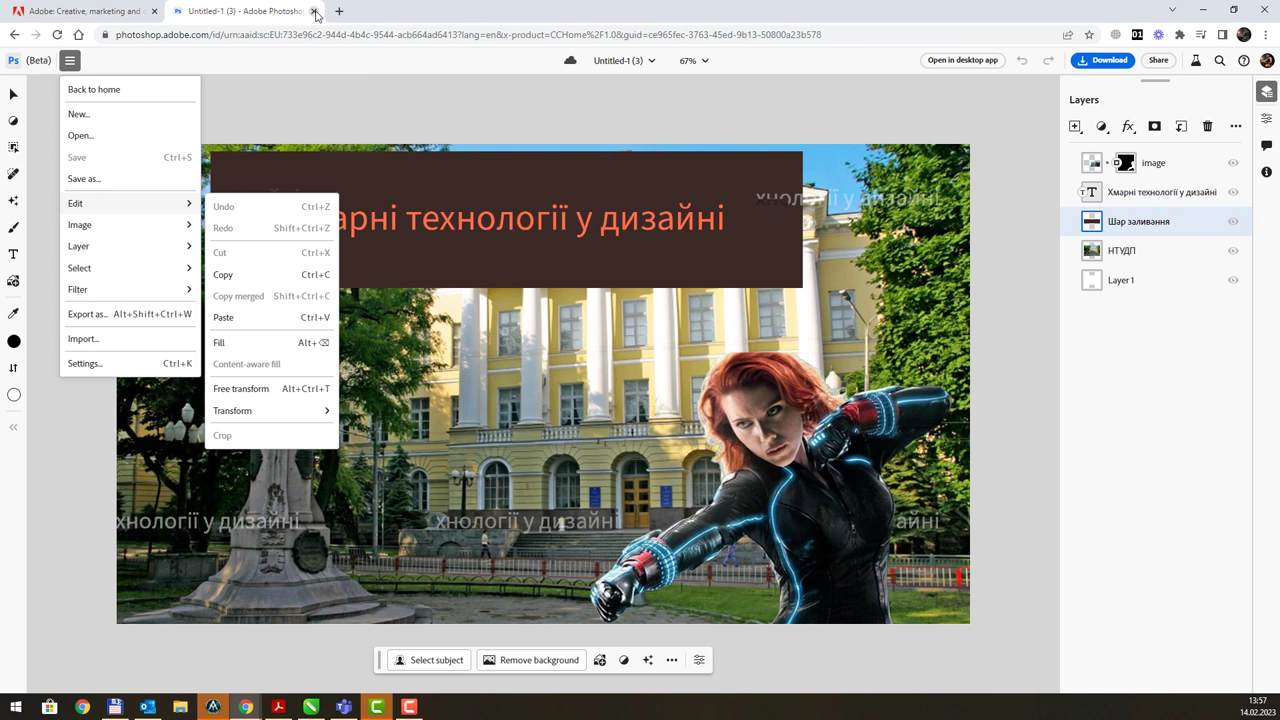 Adobe: Creative, marketing and
Untitled-1 (3) - Adobe Photosho
photoshop.adobe.com/id/urn:aaid:sc:EU:733e96c2-944d-4b4c-9544-acb664ad6413?lang=en&x-product=CCHome%2F1.0&guid=ce965fec-3763-45ed-9b13-50800a23b578
01
Ps (Beta)
Untitled-1 (3)
67%
Open in desktop app
Download
Share
Back to home
New...
Open...
Save Ctrl+S
Save as...
Edit
Image
Layer
Select
Filter
Export as... Alt+Shift+Ctrl+W
Import...
Settings... Ctrl+K
Undo Ctrl+Z
Redo Shift+Ctrl+Z
Cut Ctrl+X
Copy Ctrl+C
Copy merged Shift+Ctrl+C
Paste Ctrl+V
Fill Alt+⌫
Content-aware fill
Free transform Alt+Ctrl+T
Transform
Crop
арні технології у дизайні
хнології у дизайні
хнології у дизайні
хнології у дизайні
айні
Layers
image
Хмарні технології у дизайні
Шар заливання
НТУДП
Layer 1
Select subject
Remove background
13:57
14.02.2023